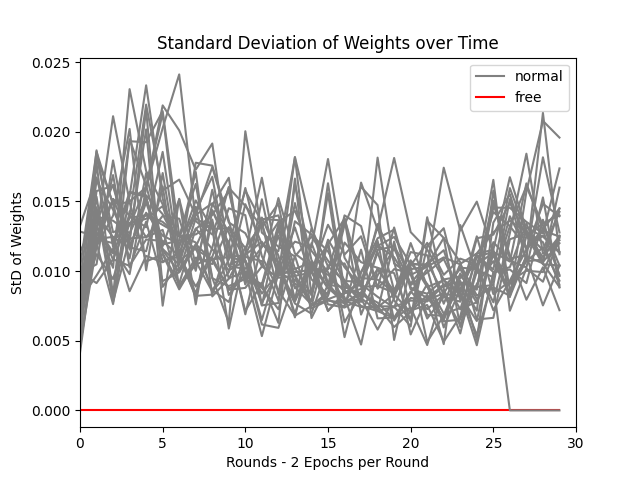 Standard Deviation of Weights over Time
normal
free
StD of Weights
0.025
0.020
0.015
0.010
0.005
0.000
0 5 10 15 20 25 30
Rounds - 2 Epochs per Round